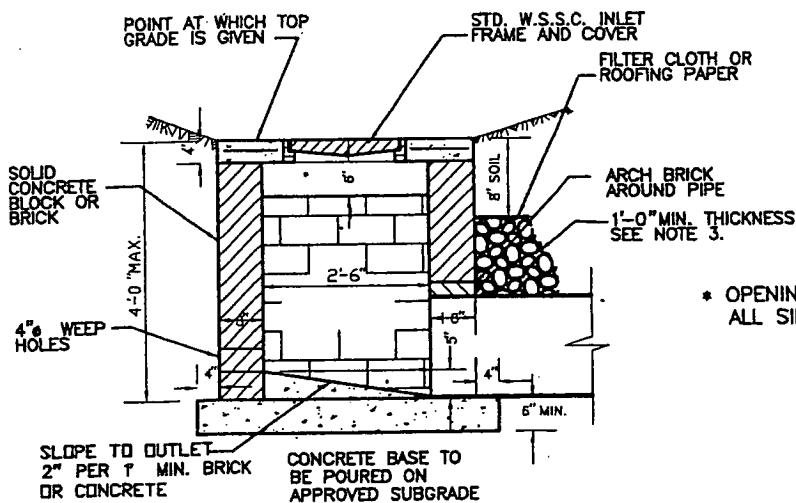 POINT AT WHICH TOP
GRADE IS GIVEN
STD. W.S.S.C. INLET
FRAME AND COVER
FILTER CLOTH OR
ROOFING PAPER
4"
6"
8" SOIL
SOLID
CONCRETE
BLOCK OR
BRICK
ARCH BRICK
AROUND PIPE
1'-0" MIN. THICKNESS
SEE NOTE 3.
4'-0" MAX.
2'-6"
* OPENIN
ALL SI
8"
8"
5"
4"ø WEEP
HOLES
4"
4"
6" MIN.
SLOPE TO OUTLET
2" PER 1' MIN. BRICK
OR CONCRETE
CONCRETE BASE TO
BE POURED ON
APPROVED SUBGRADE